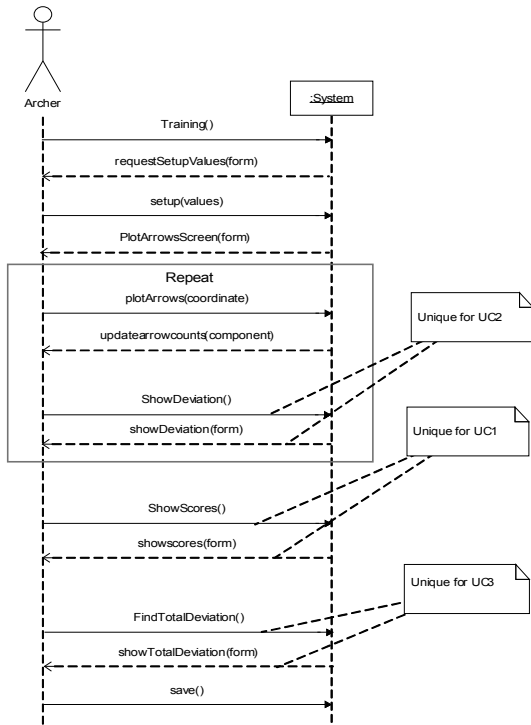 Archer
:System
Training()
requestSetupValues(form)
setup(values)
PlotArrowsScreen(form)
Repeat
plotArrows(coordinate)
updatearrowcounts(component)
Unique for UC2
ShowDeviation()
showDeviation(form)
Unique for UC1
ShowScores()
showscores(form)
Unique for UC3
FindTotalDeviation()
showTotalDeviation(form)
save()